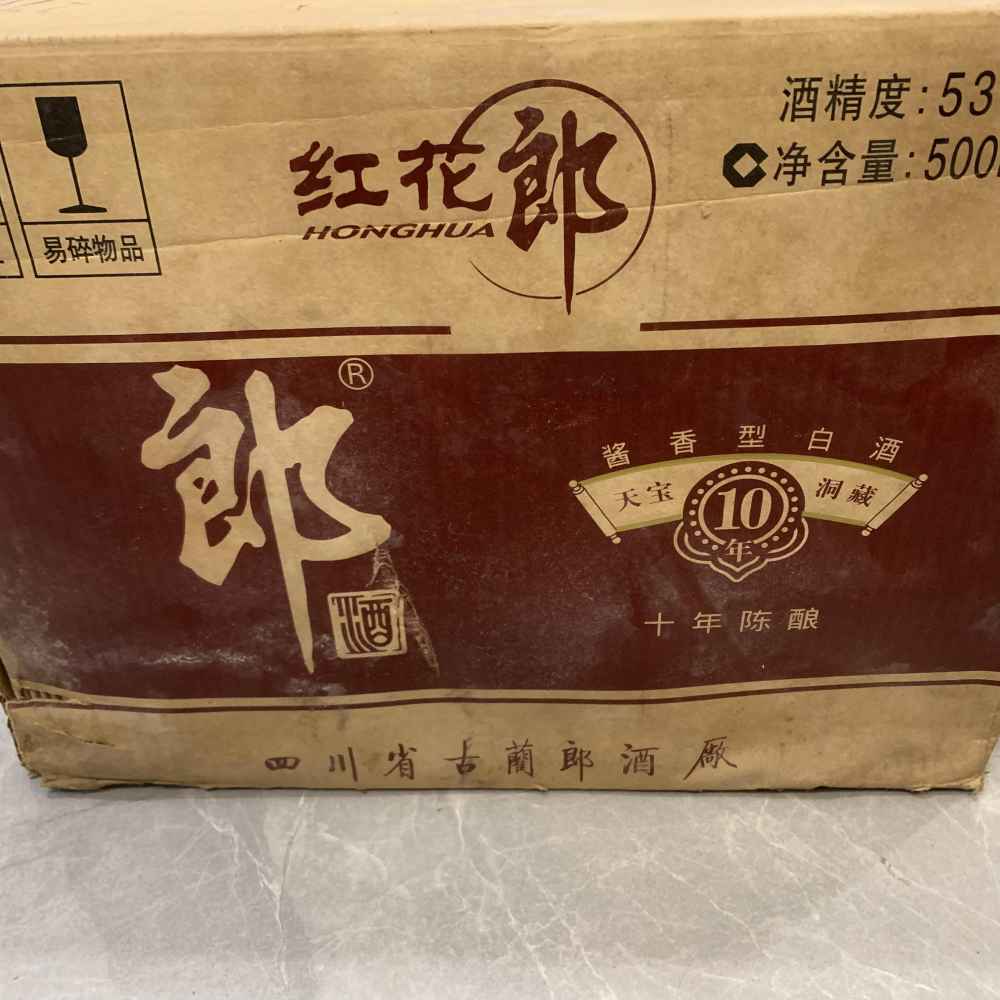 酒精度:53
净含量:500
易碎物品
红花郎
HONGHUA
郎®
酒
酱香型白酒
天宝洞藏
10
年
十年陈酿
四川省古蔺郎酒厰